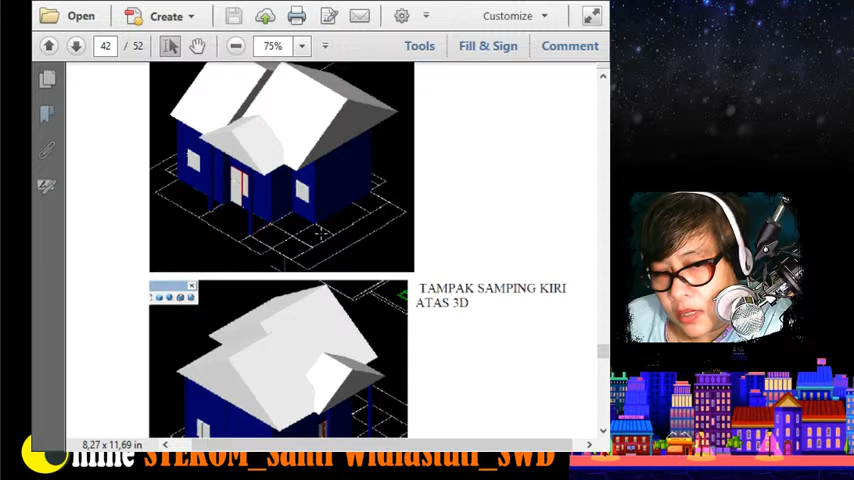 Open
Create
Customize
42 / 52
75%
Tools
Fill & Sign
Comment
TAMPAK SAMPING KIRI
ATAS 3D
8,27 x 11,69 in
STEKOM_Santi Widiastuti_SWD